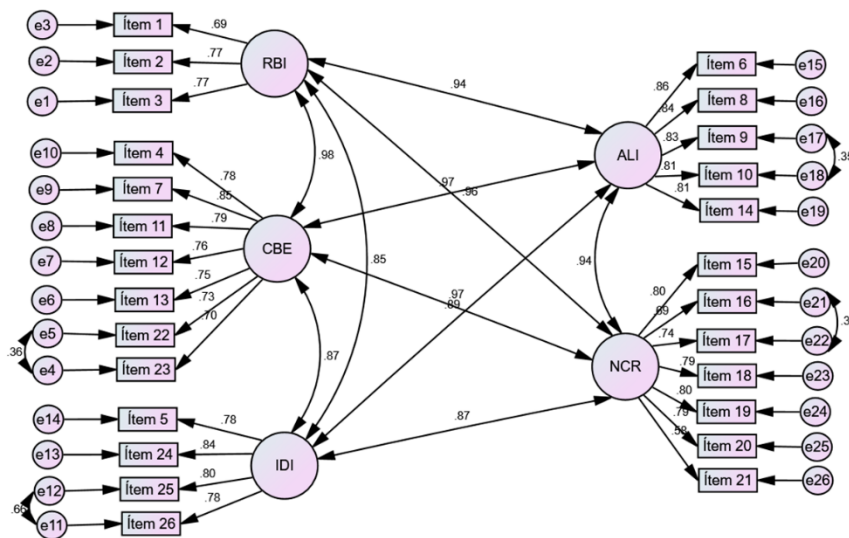 e3 Ítem 1 .69
e2 Ítem 2 .77
e1 Ítem 3 .77
RBI
e10 Ítem 4 .78
e9 Ítem 7 .85
e8 Ítem 11 .79
e7 Ítem 12 .76
e6 Ítem 13 .75
e5 Ítem 22 .73
e4 Ítem 23 .70
.36
CBE
e14 Ítem 5 .78
e13 Ítem 24 .84
e12 Ítem 25 .80
e11 Ítem 26 .78
.66
IDI
.94
.98
.97
.96
.85
.94
.97
.89
.87
.87
ALI
.86 Ítem 6 e15
.84 Ítem 8 e16
.83 Ítem 9 e17
.81 Ítem 10 e18
.81 Ítem 14 e19
.35
NCR
.80 Ítem 15 e20
.69 Ítem 16 e21
.74 Ítem 17 e22
.79 Ítem 18 e23
.80 Ítem 19 e24
.79 Ítem 20 e25
.58 Ítem 21 e26